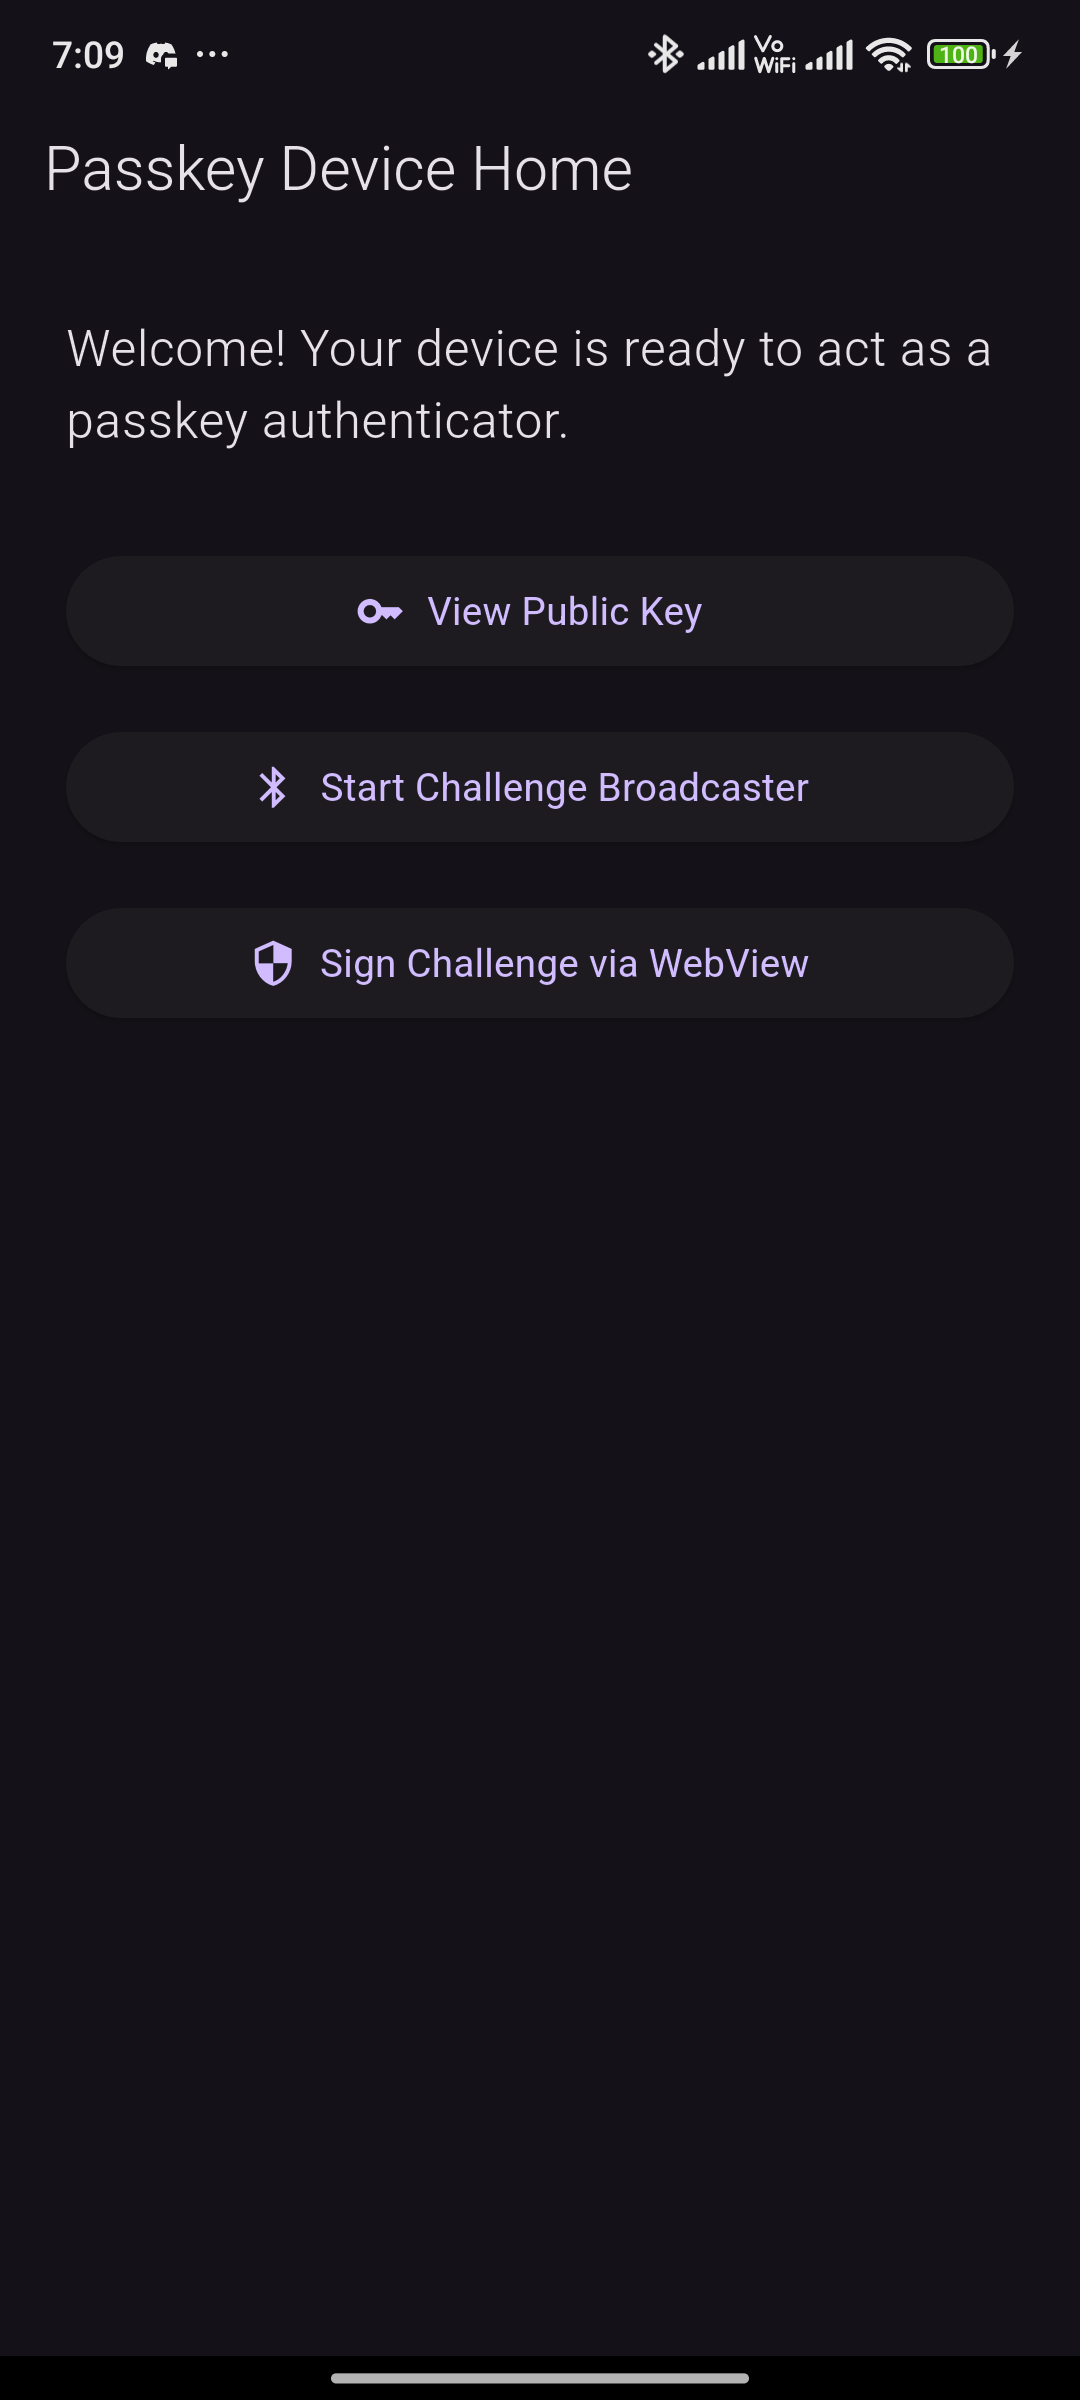 7:09
Vo
WiFi
100
Passkey Device Home
Welcome! Your device is ready to act as a
passkey authenticator.
View Public Key
Start Challenge Broadcaster
Sign Challenge via WebView